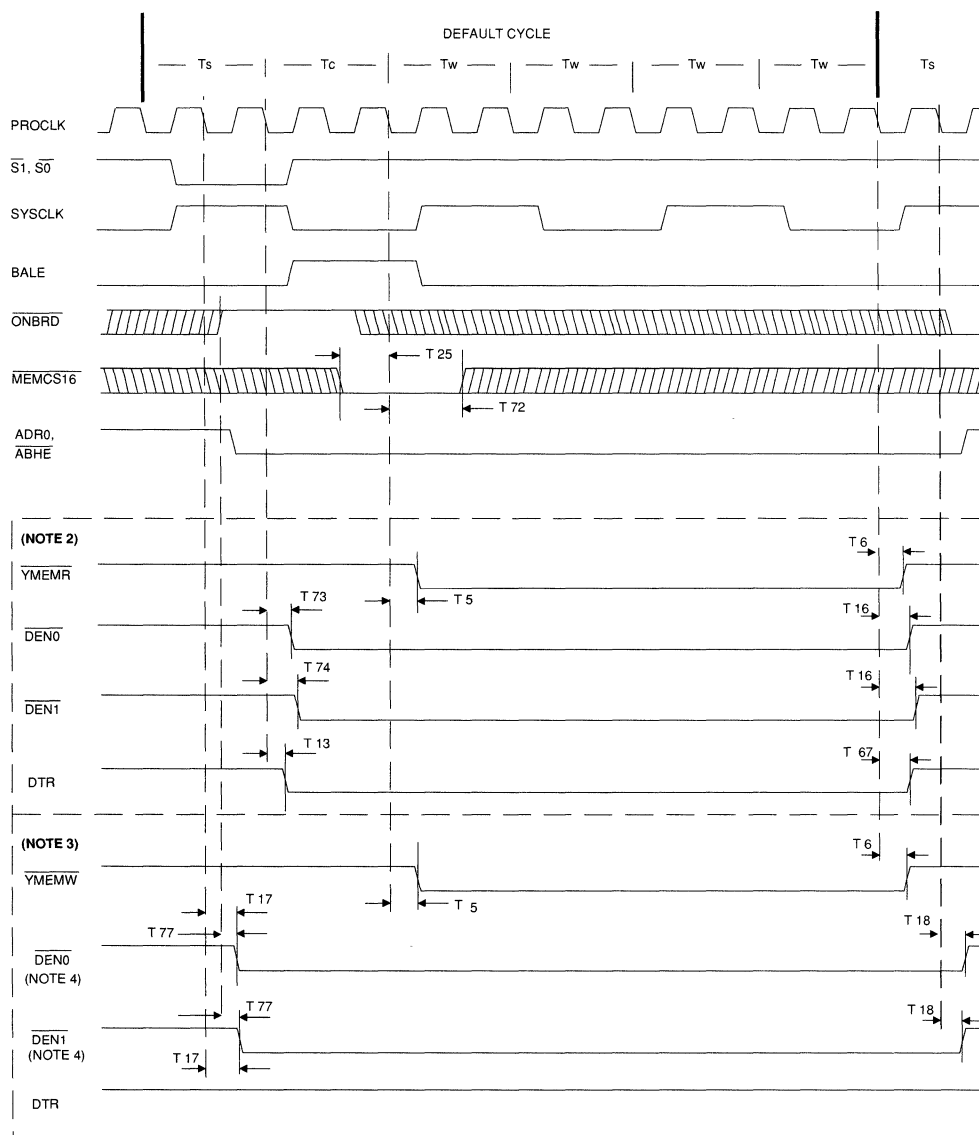 DEFAULT CYCLE
Ts Tc Tw Tw Tw Tw Ts
PROCLK
S1, S0
SYSCLK
BALE
ONBRD
T 25
MEMCS16
T 72
ADR0,
ABHE
(NOTE 2)
T 6
YMEMR
T 5
T 73
T 16
DEN0
T 74
T 16
DEN1
T 13
T 67
DTR
(NOTE 3)
T 6
YMEMW
T 5
T 17
T 18
T 77
DEN0
(NOTE 4)
T 77
T 18
DEN1
(NOTE 4)
T 17
DTR